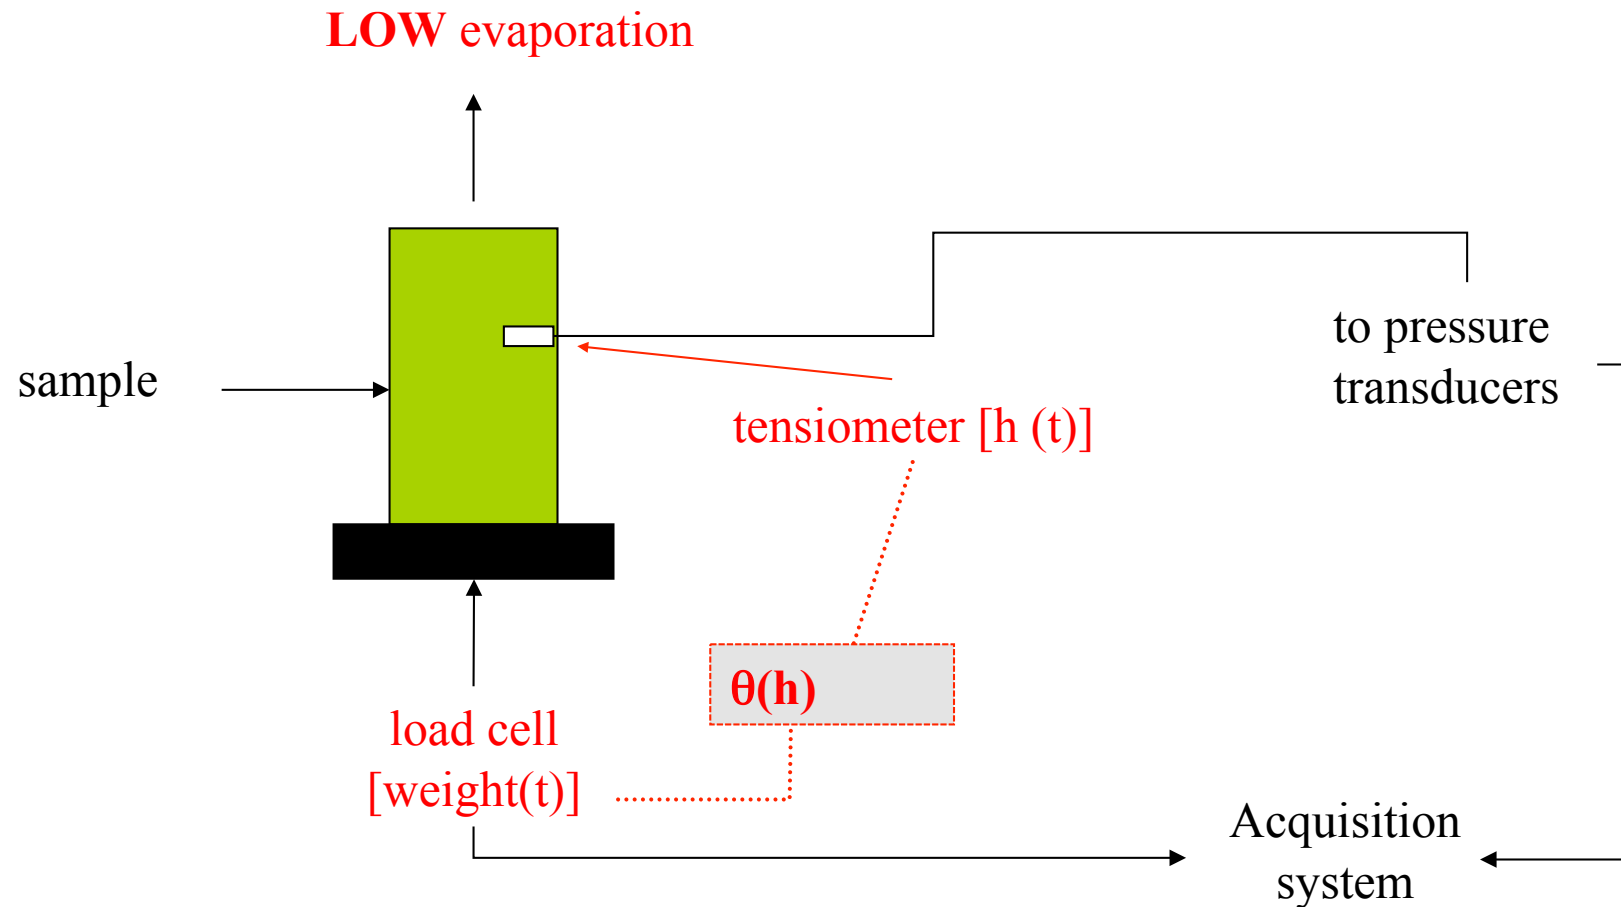 LOW evaporation
to pressure
transducers
sample
tensiometer [h (t)]
θ(h)
load cell
[weight(t)]
Acquisition
system